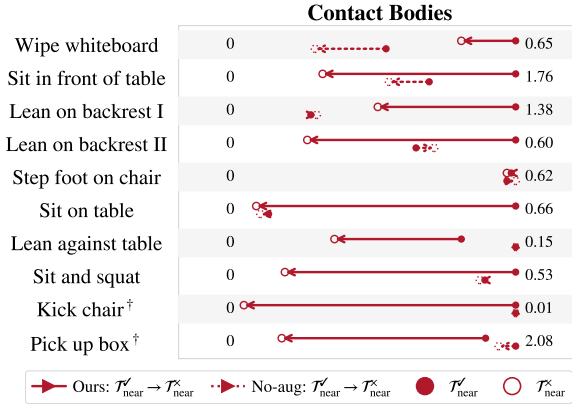 Contact Bodies
Wipe whiteboard 0 0.65
Sit in front of table 0 1.76
Lean on backrest I 0 1.38
Lean on backrest II 0 0.60
Step foot on chair 0 0.62
Sit on table 0 0.66
Lean against table 0 0.15
Sit and squat 0 0.53
Kick chair† 0 0.01
Pick up box† 0 2.08
Ours: 𝒯✓near → 𝒯×near No-aug: 𝒯✓near → 𝒯×near 𝒯✓near 𝒯×near